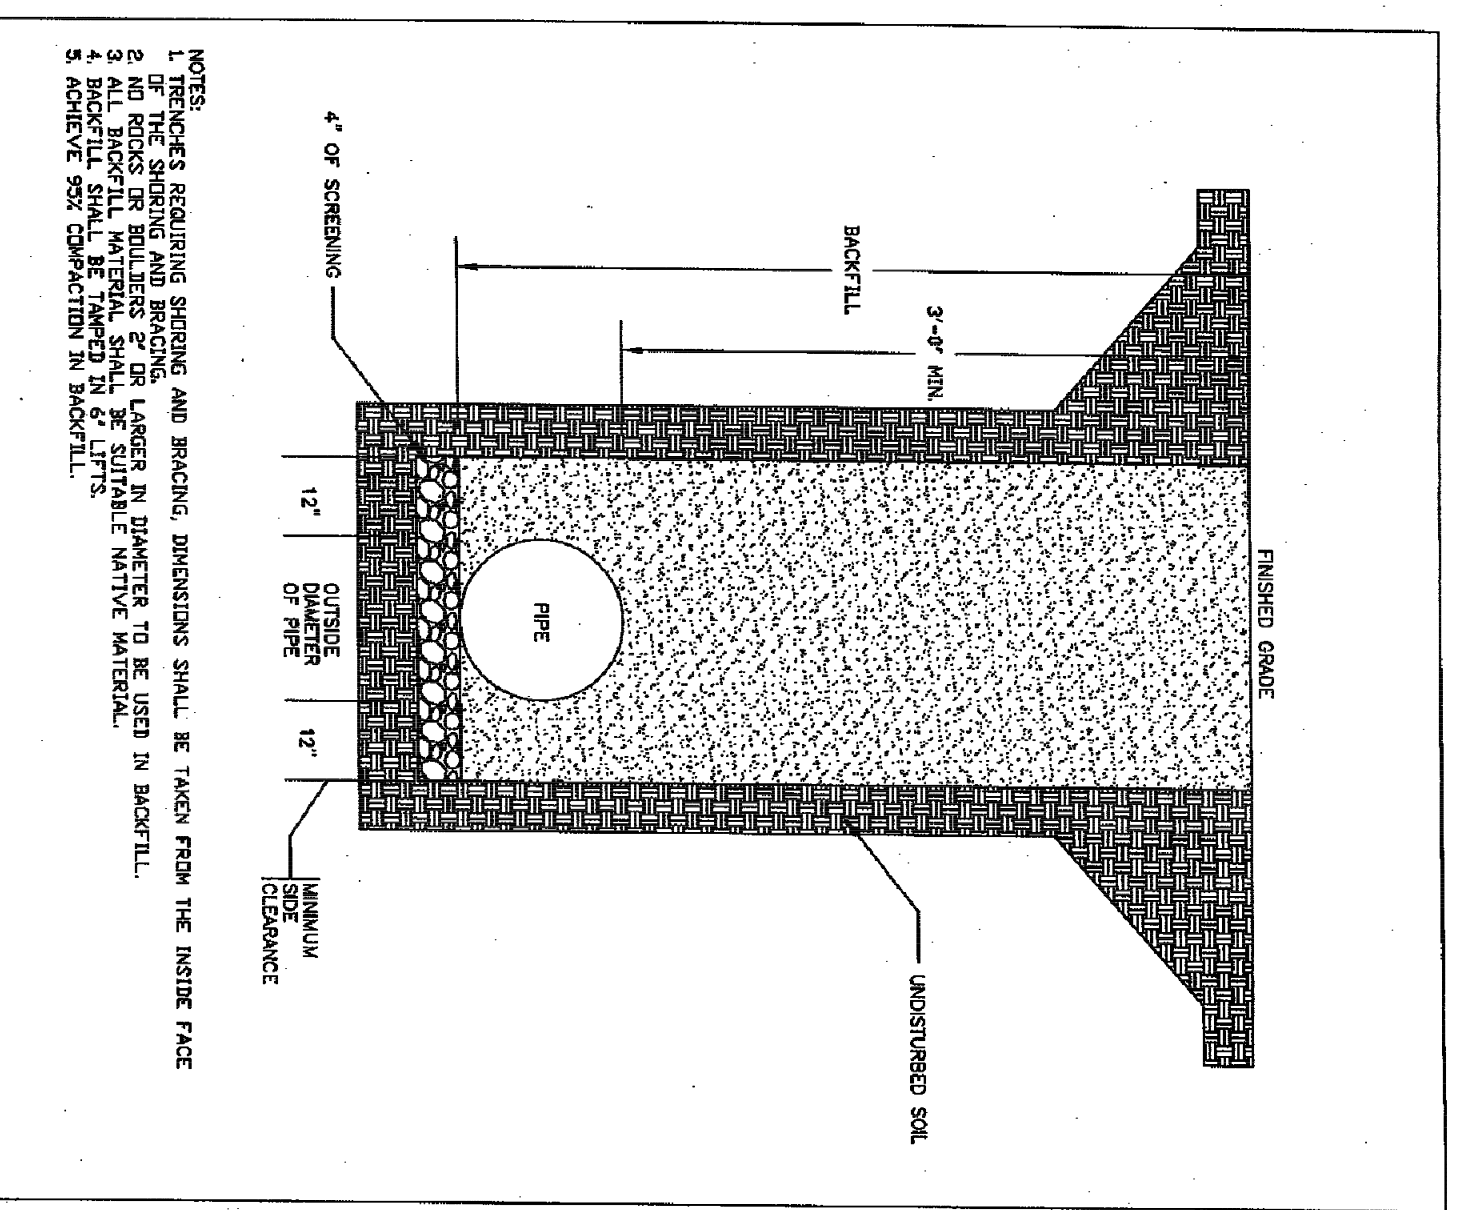 FINISHED GRADE
BACKFILL
3'-0" MIN.
UNDISTURBED SOIL
PIPE
4" OF SCREENING
12"
OUTSIDE
DIAMETER
OF PIPE
12"
MINIMUM
SIDE
CLEARANCE
NOTES:
1. TRENCHES REQUIRING SHORING AND BRACING, DIMENSIONS SHALL BE TAKEN FROM THE INSIDE FACE
OF THE SHORING AND BRACING.
2. NO ROCKS OR BOULDERS 2" OR LARGER IN DIAMETER TO BE USED IN BACKFILL.
3. ALL BACKFILL MATERIAL SHALL BE SUITABLE NATIVE MATERIAL.
4. BACKFILL SHALL BE TAMPED IN 6" LIFTS.
5. ACHIEVE 95% COMPACTION IN BACKFILL.